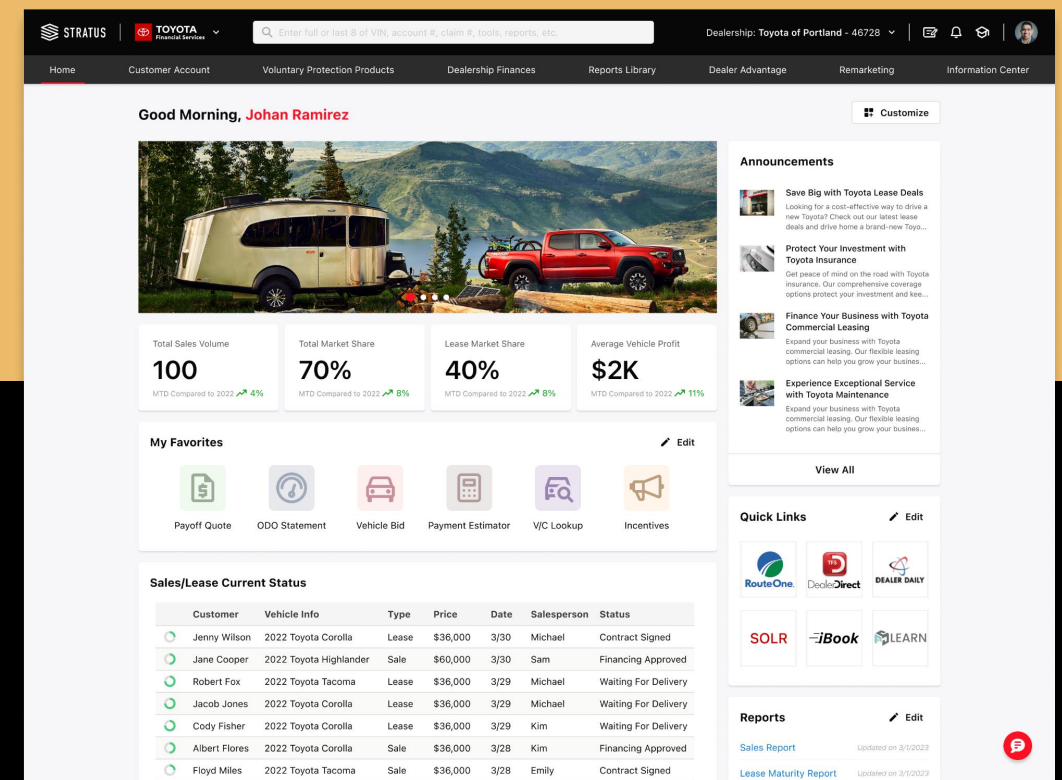 STRATUS
TOYOTA
Financial Services
Enter full or last 8 of VIN, account #, claim #, tools, reports, etc.
Dealership: Toyota of Portland - 46728
Home Customer Account Voluntary Protection Products Dealership Finances Reports Library Dealer Advantage Remarketing Information Center
Good Morning, Johan Ramirez
Customize
Total Sales Volume
100
MTD Compared to 2022 4%
Total Market Share
70%
MTD Compared to 2022 8%
Lease Market Share
40%
MTD Compared to 2022 8%
Average Vehicle Profit
$2K
MTD Compared to 2022 11%
My Favorites
Edit
Payoff Quote
ODO Statement
Vehicle Bid
Payment Estimator
V/C Lookup
Incentives
Sales/Lease Current Status
Customer Vehicle Info Type Price Date Salesperson Status
Jenny Wilson 2022 Toyota Corolla Lease $36,000 3/30 Michael Contract Signed
Jane Cooper 2022 Toyota Highlander Sale $60,000 3/30 Sam Financing Approved
Robert Fox 2022 Toyota Tacoma Lease $36,000 3/29 Michael Waiting For Delivery
Jacob Jones 2022 Toyota Corolla Lease $36,000 3/29 Michael Waiting For Delivery
Cody Fisher 2022 Toyota Corolla Lease $36,000 3/29 Kim Waiting For Delivery
Albert Flores 2022 Toyota Corolla Sale $36,000 3/28 Kim Financing Approved
Floyd Miles 2022 Toyota Tacoma Sale $36,000 3/28 Emily Contract Signed
Announcements
Save Big with Toyota Lease Deals
Looking for a cost-effective way to drive a
new Toyota? Check out our latest lease
deals and drive home a brand-new Toyo...
Protect Your Investment with
Toyota Insurance
Get peace of mind on the road with Toyota
insurance. Our comprehensive coverage
options protect your investment and kee...
Finance Your Business with Toyota
Commercial Leasing
Expand your business with Toyota
commercial leasing. Our flexible leasing
options can help you grow your busines...
Experience Exceptional Service
with Toyota Maintenance
Expand your business with Toyota
commercial leasing. Our flexible leasing
options can help you grow your busines...
View All
Quick Links
Edit
RouteOne.
TFS
DealerDirect
DEALER DAILY
SOLR
iBook
LEARN
Reports
Edit
Sales Report Updated on 3/1/2023
Lease Maturity Report Updated on 3/1/2023